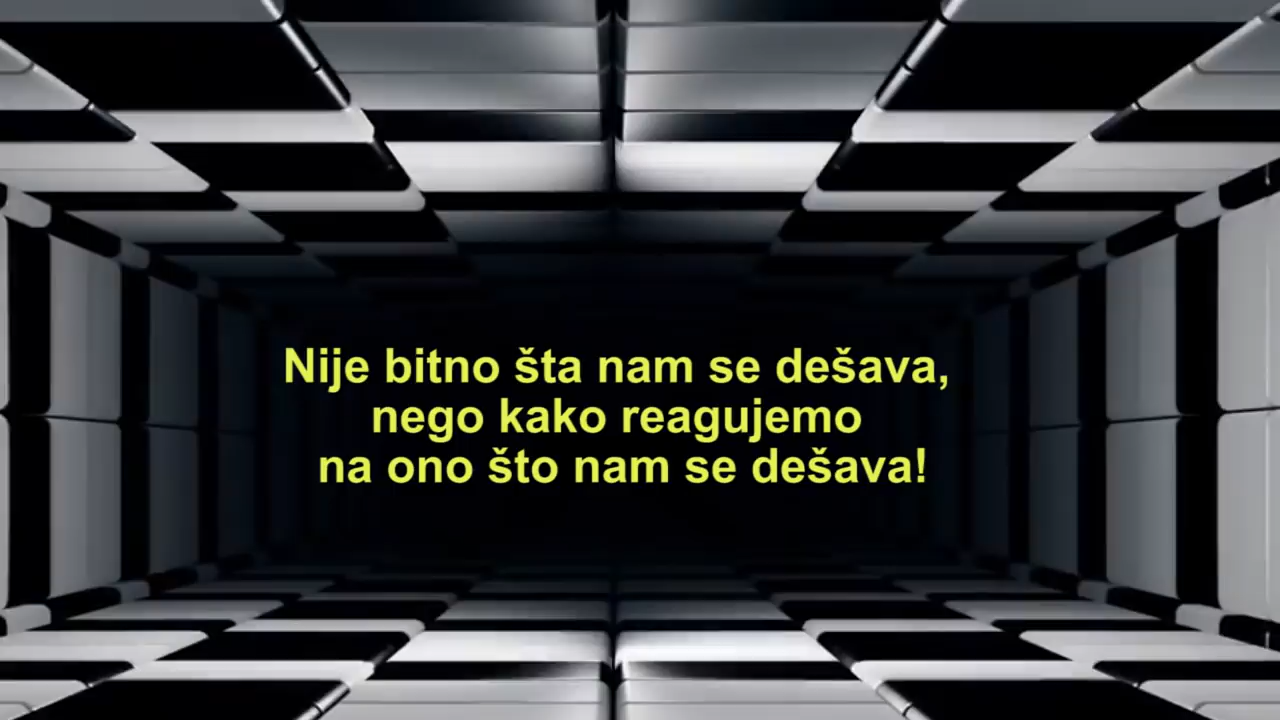 Nije bitno šta nam se dešava,
nego kako reagujemo
na ono što nam se dešava!